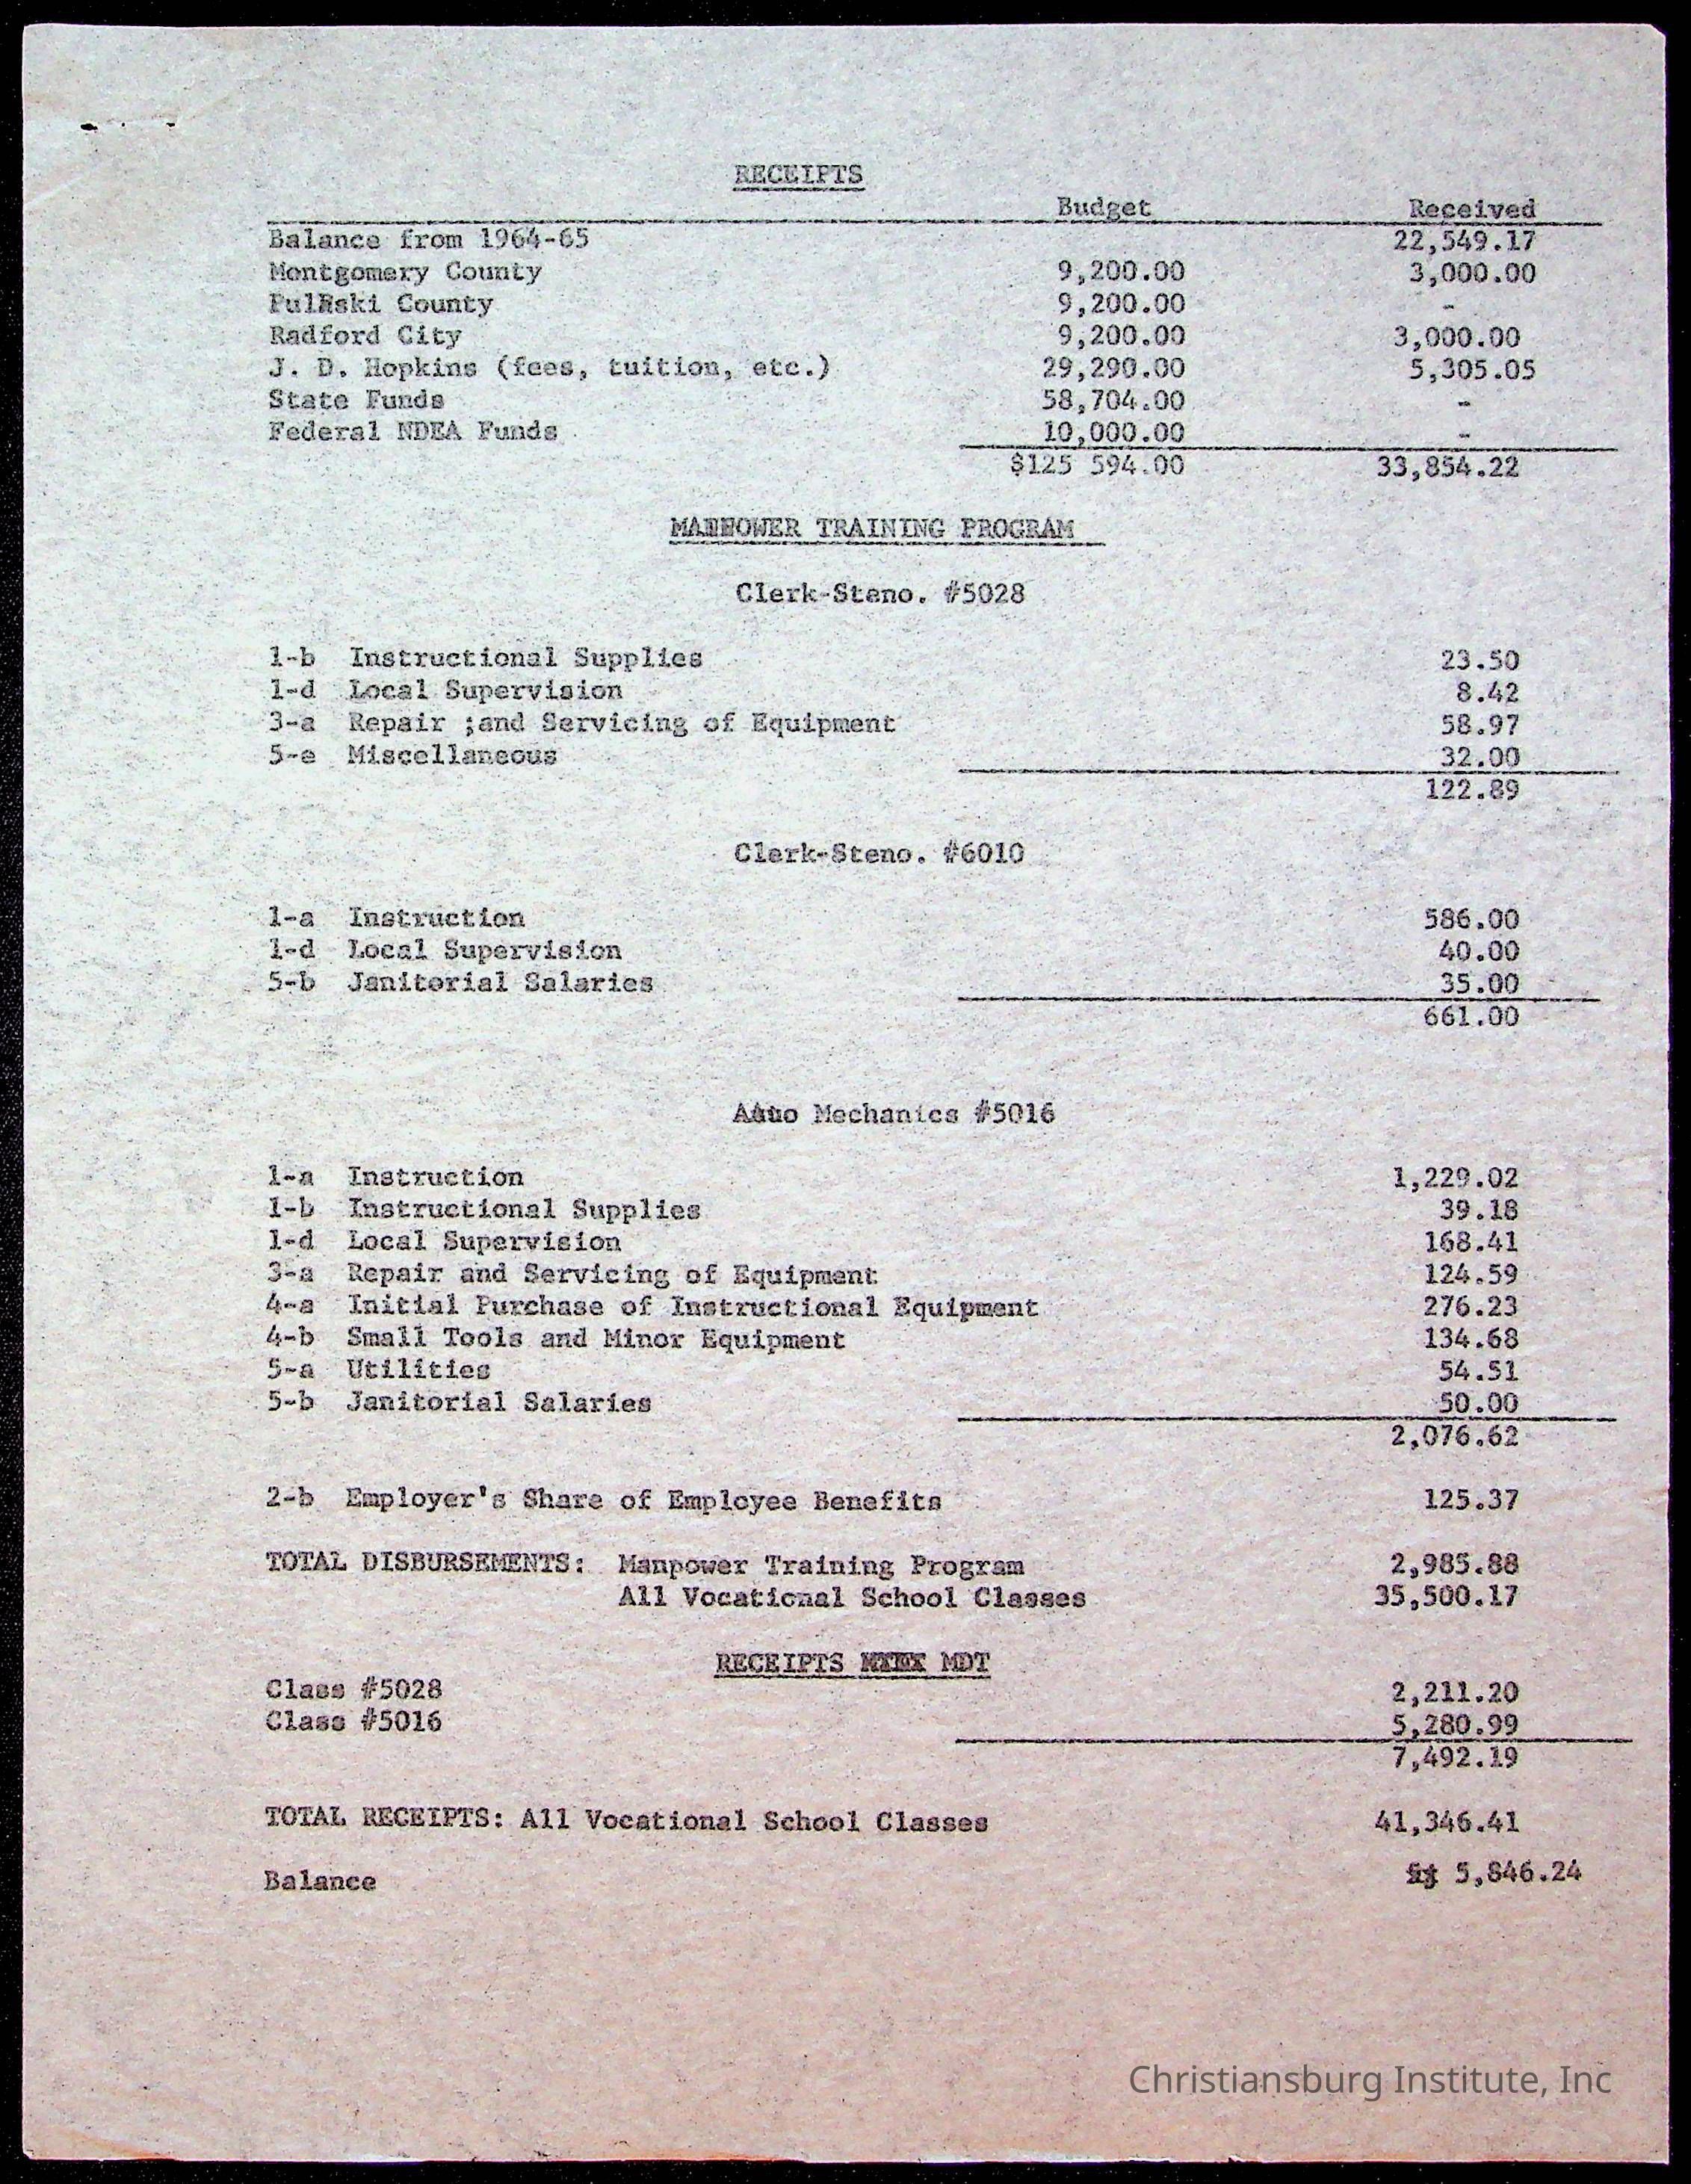 RECEIPTS
Budget Received
Balance from 1964-65 22,549.17
Montgomery County 9,200.00 3,000.00
Pulaski County 9,200.00 -
Radford City 9,200.00 3,000.00
J. D. Hopkins (fees, tuition, etc.) 29,290.00 5,305.05
State Funds 58,704.00 -
Federal NDEA Funds 10,000.00 -
$125 594.00 33,854.22
MANPOWER TRAINING PROGRAM
Clerk-Steno. #5028
1-b Instructional Supplies 23.50
1-d Local Supervision 8.42
3-a Repair ;and Servicing of Equipment 58.97
5-e Miscellaneous 32.00
122.89
Clerk-Steno. #6010
1-a Instruction 586.00
1-d Local Supervision 40.00
5-b Janitorial Salaries 35.00
661.00
Auto Mechanics #5016
1-a Instruction 1,229.02
1-b Instructional Supplies 39.18
1-d Local Supervision 168.41
3-a Repair and Servicing of Equipment 124.59
4-a Initial Purchase of Instructional Equipment 276.23
4-b Small Tools and Minor Equipment 134.68
5-a Utilities 54.51
5-b Janitorial Salaries 50.00
2,076.62
2-b Employer's Share of Employee Benefits 125.37
TOTAL DISBURSEMENTS: Manpower Training Program 2,985.88
All Vocational School Classes 35,500.17
RECEIPTS MDT
Class #5028 2,211.20
Class #5016 5,280.99
7,492.19
TOTAL RECEIPTS: All Vocational School Classes 41,346.41
Balance 5,846.24
Christiansburg Institute, Inc